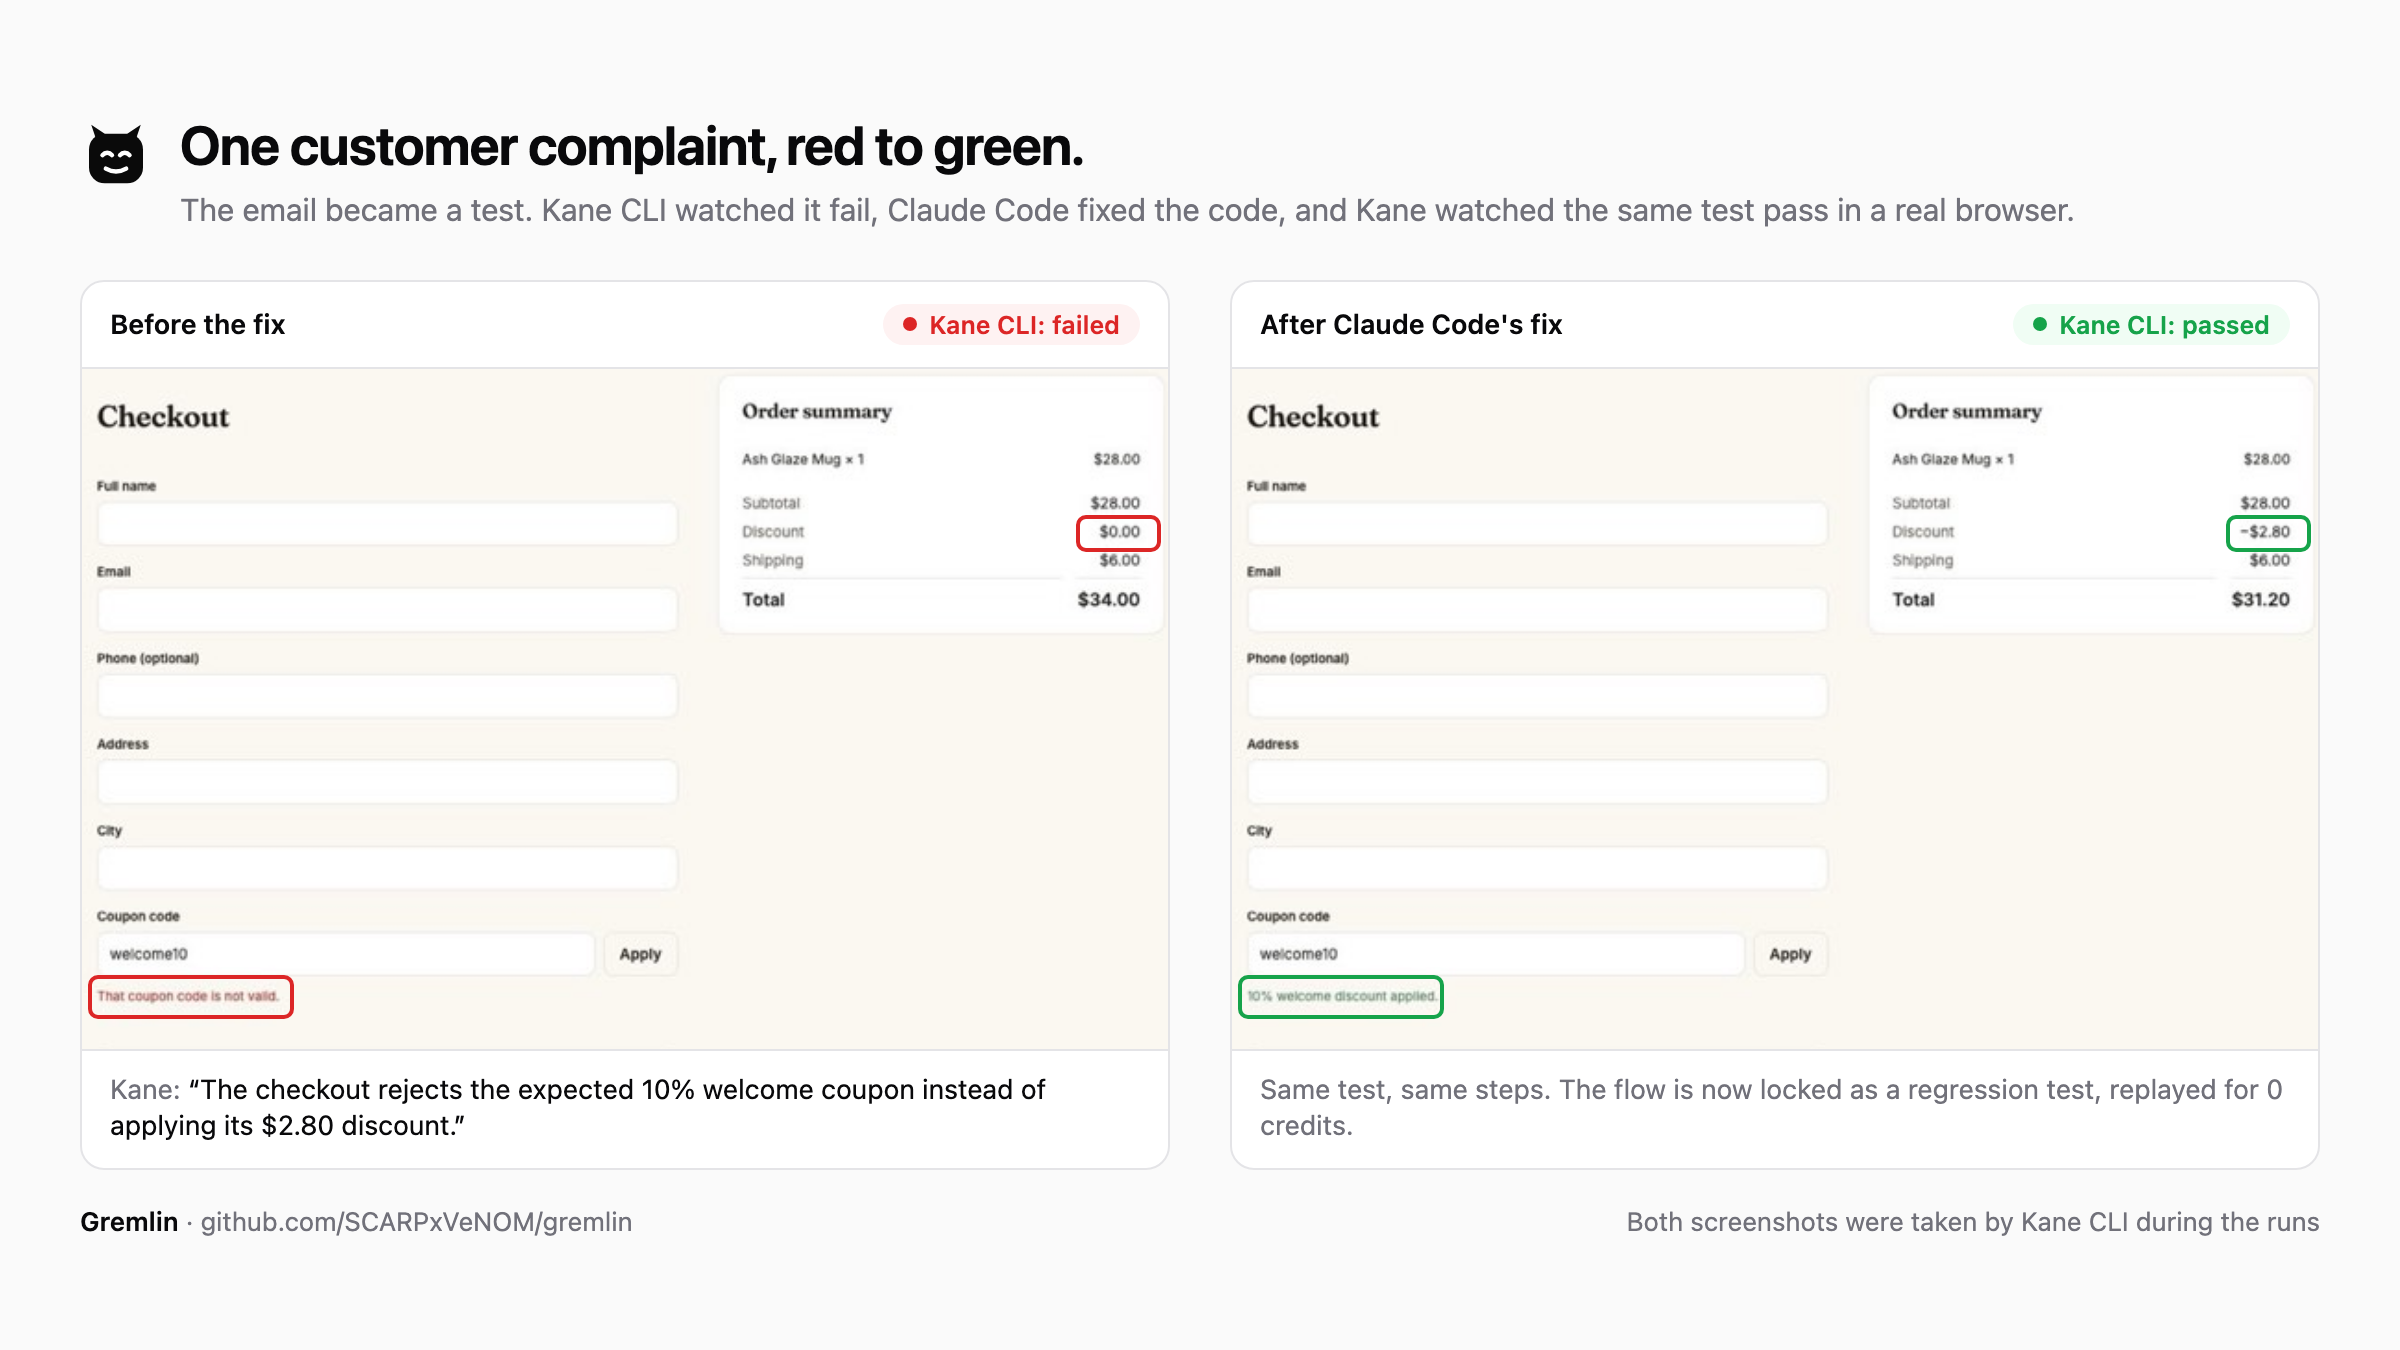 One customer complaint, red to green.
The email became a test. Kane CLI watched it fail, Claude Code fixed the code, and Kane watched the same test pass in a real browser.
Before the fix
Kane CLI: failed
Checkout
Full name
Email
Phone (optional)
Address
City
Coupon code
welcome10
Apply
That coupon code is not valid.
Order summary
Ash Glaze Mug × 1 $28.00
Subtotal $28.00
Discount $0.00
Shipping $6.00
Total $34.00
Kane: “The checkout rejects the expected 10% welcome coupon instead of
applying its $2.80 discount.”
After Claude Code's fix
Kane CLI: passed
Checkout
Full name
Email
Phone (optional)
Address
City
Coupon code
welcome10
Apply
10% welcome discount applied.
Order summary
Ash Glaze Mug × 1 $28.00
Subtotal $28.00
Discount −$2.80
Shipping $6.00
Total $31.20
Same test, same steps. The flow is now locked as a regression test, replayed for 0
credits.
Gremlin · github.com/SCARPxVeNOM/gremlin
Both screenshots were taken by Kane CLI during the runs